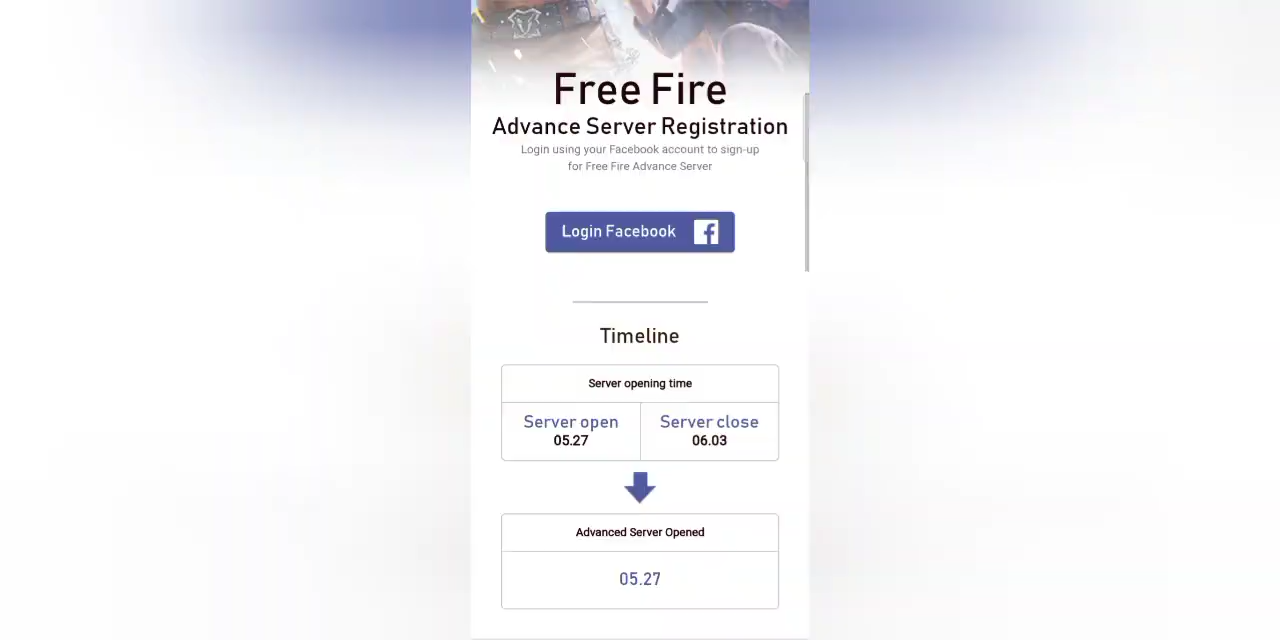 Free Fire
Advance Server Registration
Login using your Facebook account to sign-up
for Free Fire Advance Server
Login Facebook
Timeline
Server opening time
Server open
05.27
Server close
06.03
Advanced Server Opened
05.27